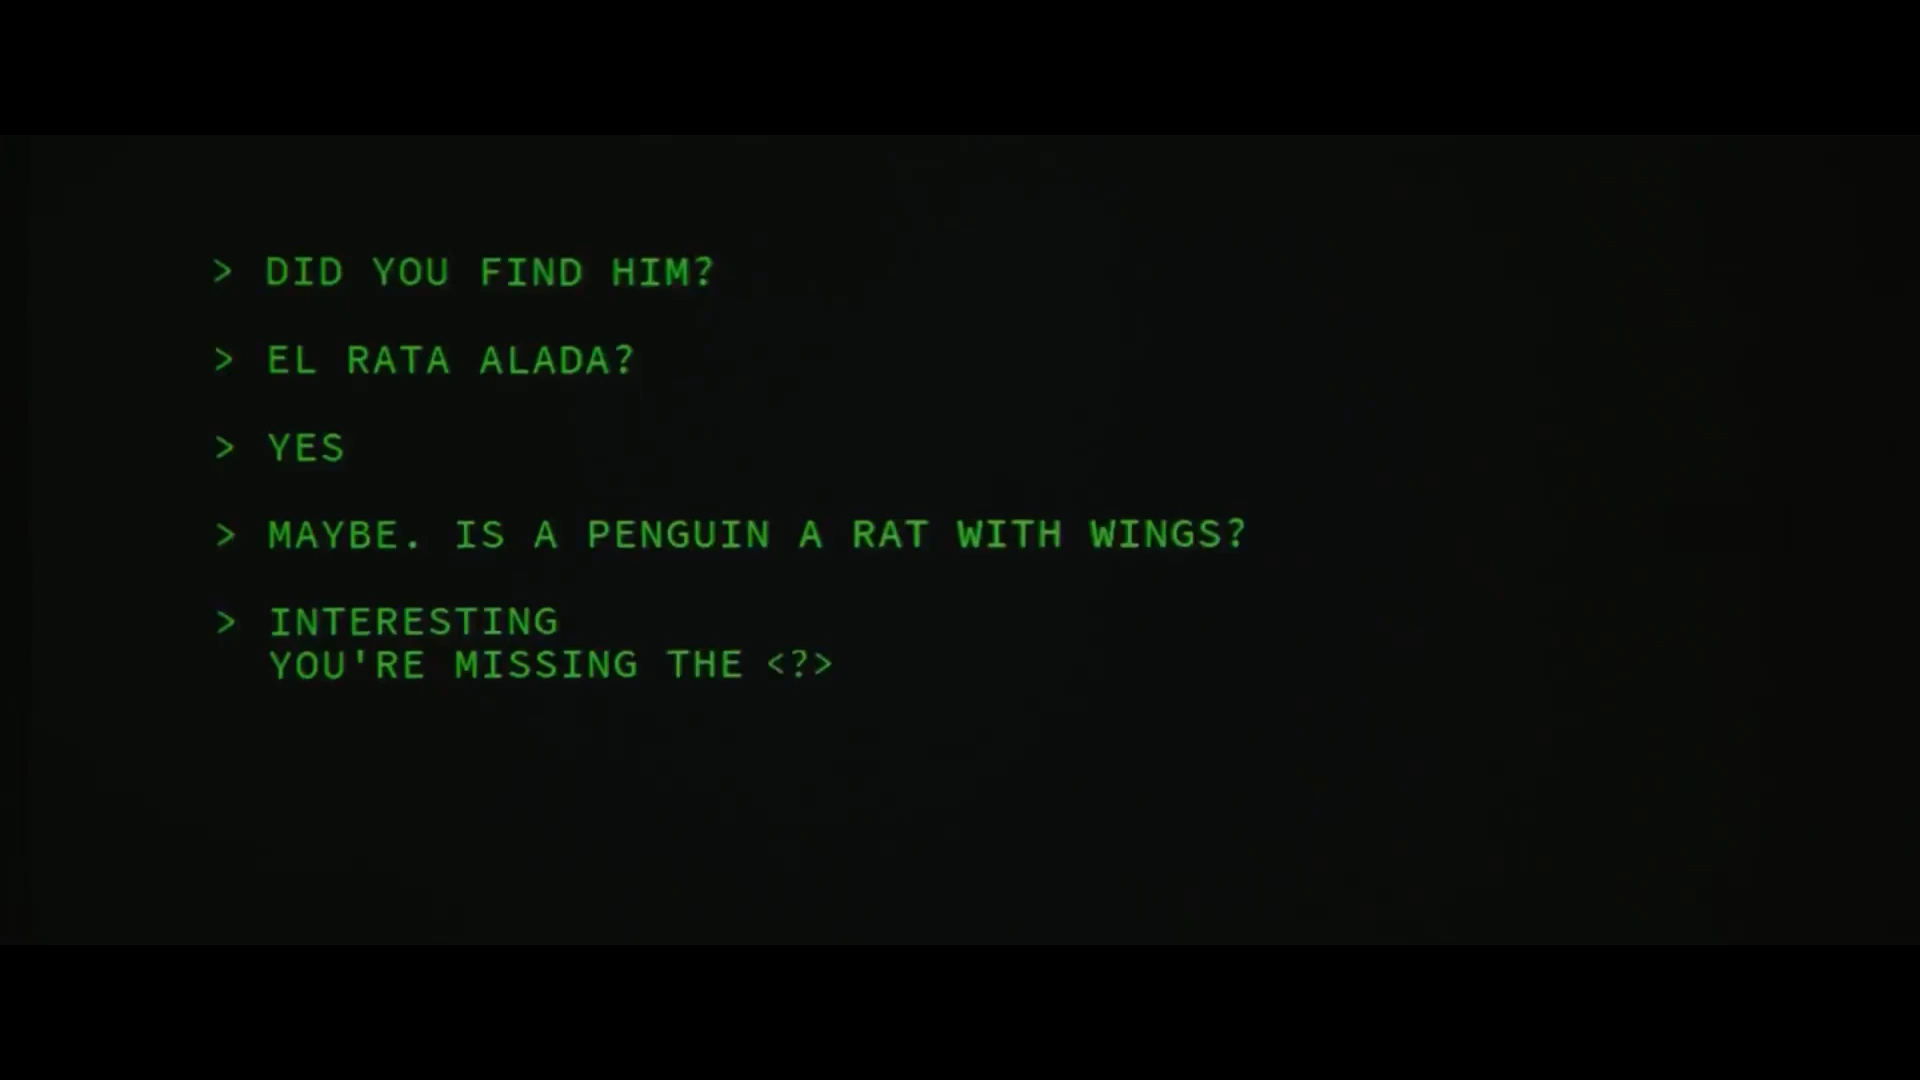 > DID YOU FIND HIM?
> EL RATA ALADA?
> YES
> MAYBE. IS A PENGUIN A RAT WITH WINGS?
> INTERESTING
YOU'RE MISSING THE <?>